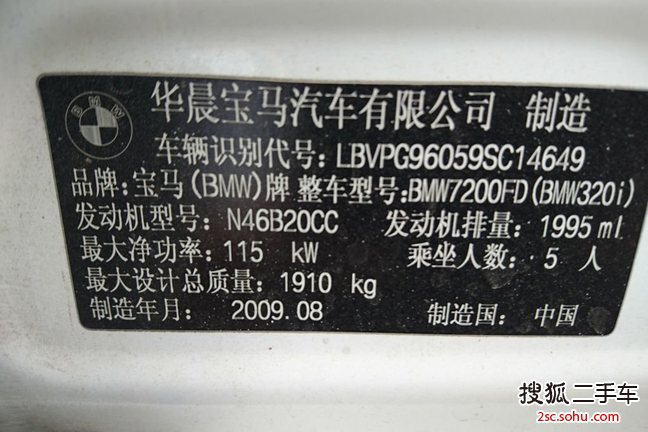 BMW
华晨宝马汽车有限公司 制造
车辆识别代号:LBVPG96059SC14649
品牌:宝马(BMW)牌 整车型号:BMW7200FD(BMW320i)
发动机型号: N46B20CC 发动机排量:1995 ml
最大净功率:115 kW 乘坐人数: 5 人
最大设计总质量:1910 kg
制造年月: 2009.08 制造国: 中国
搜狐二手车
2sc.sohu.com